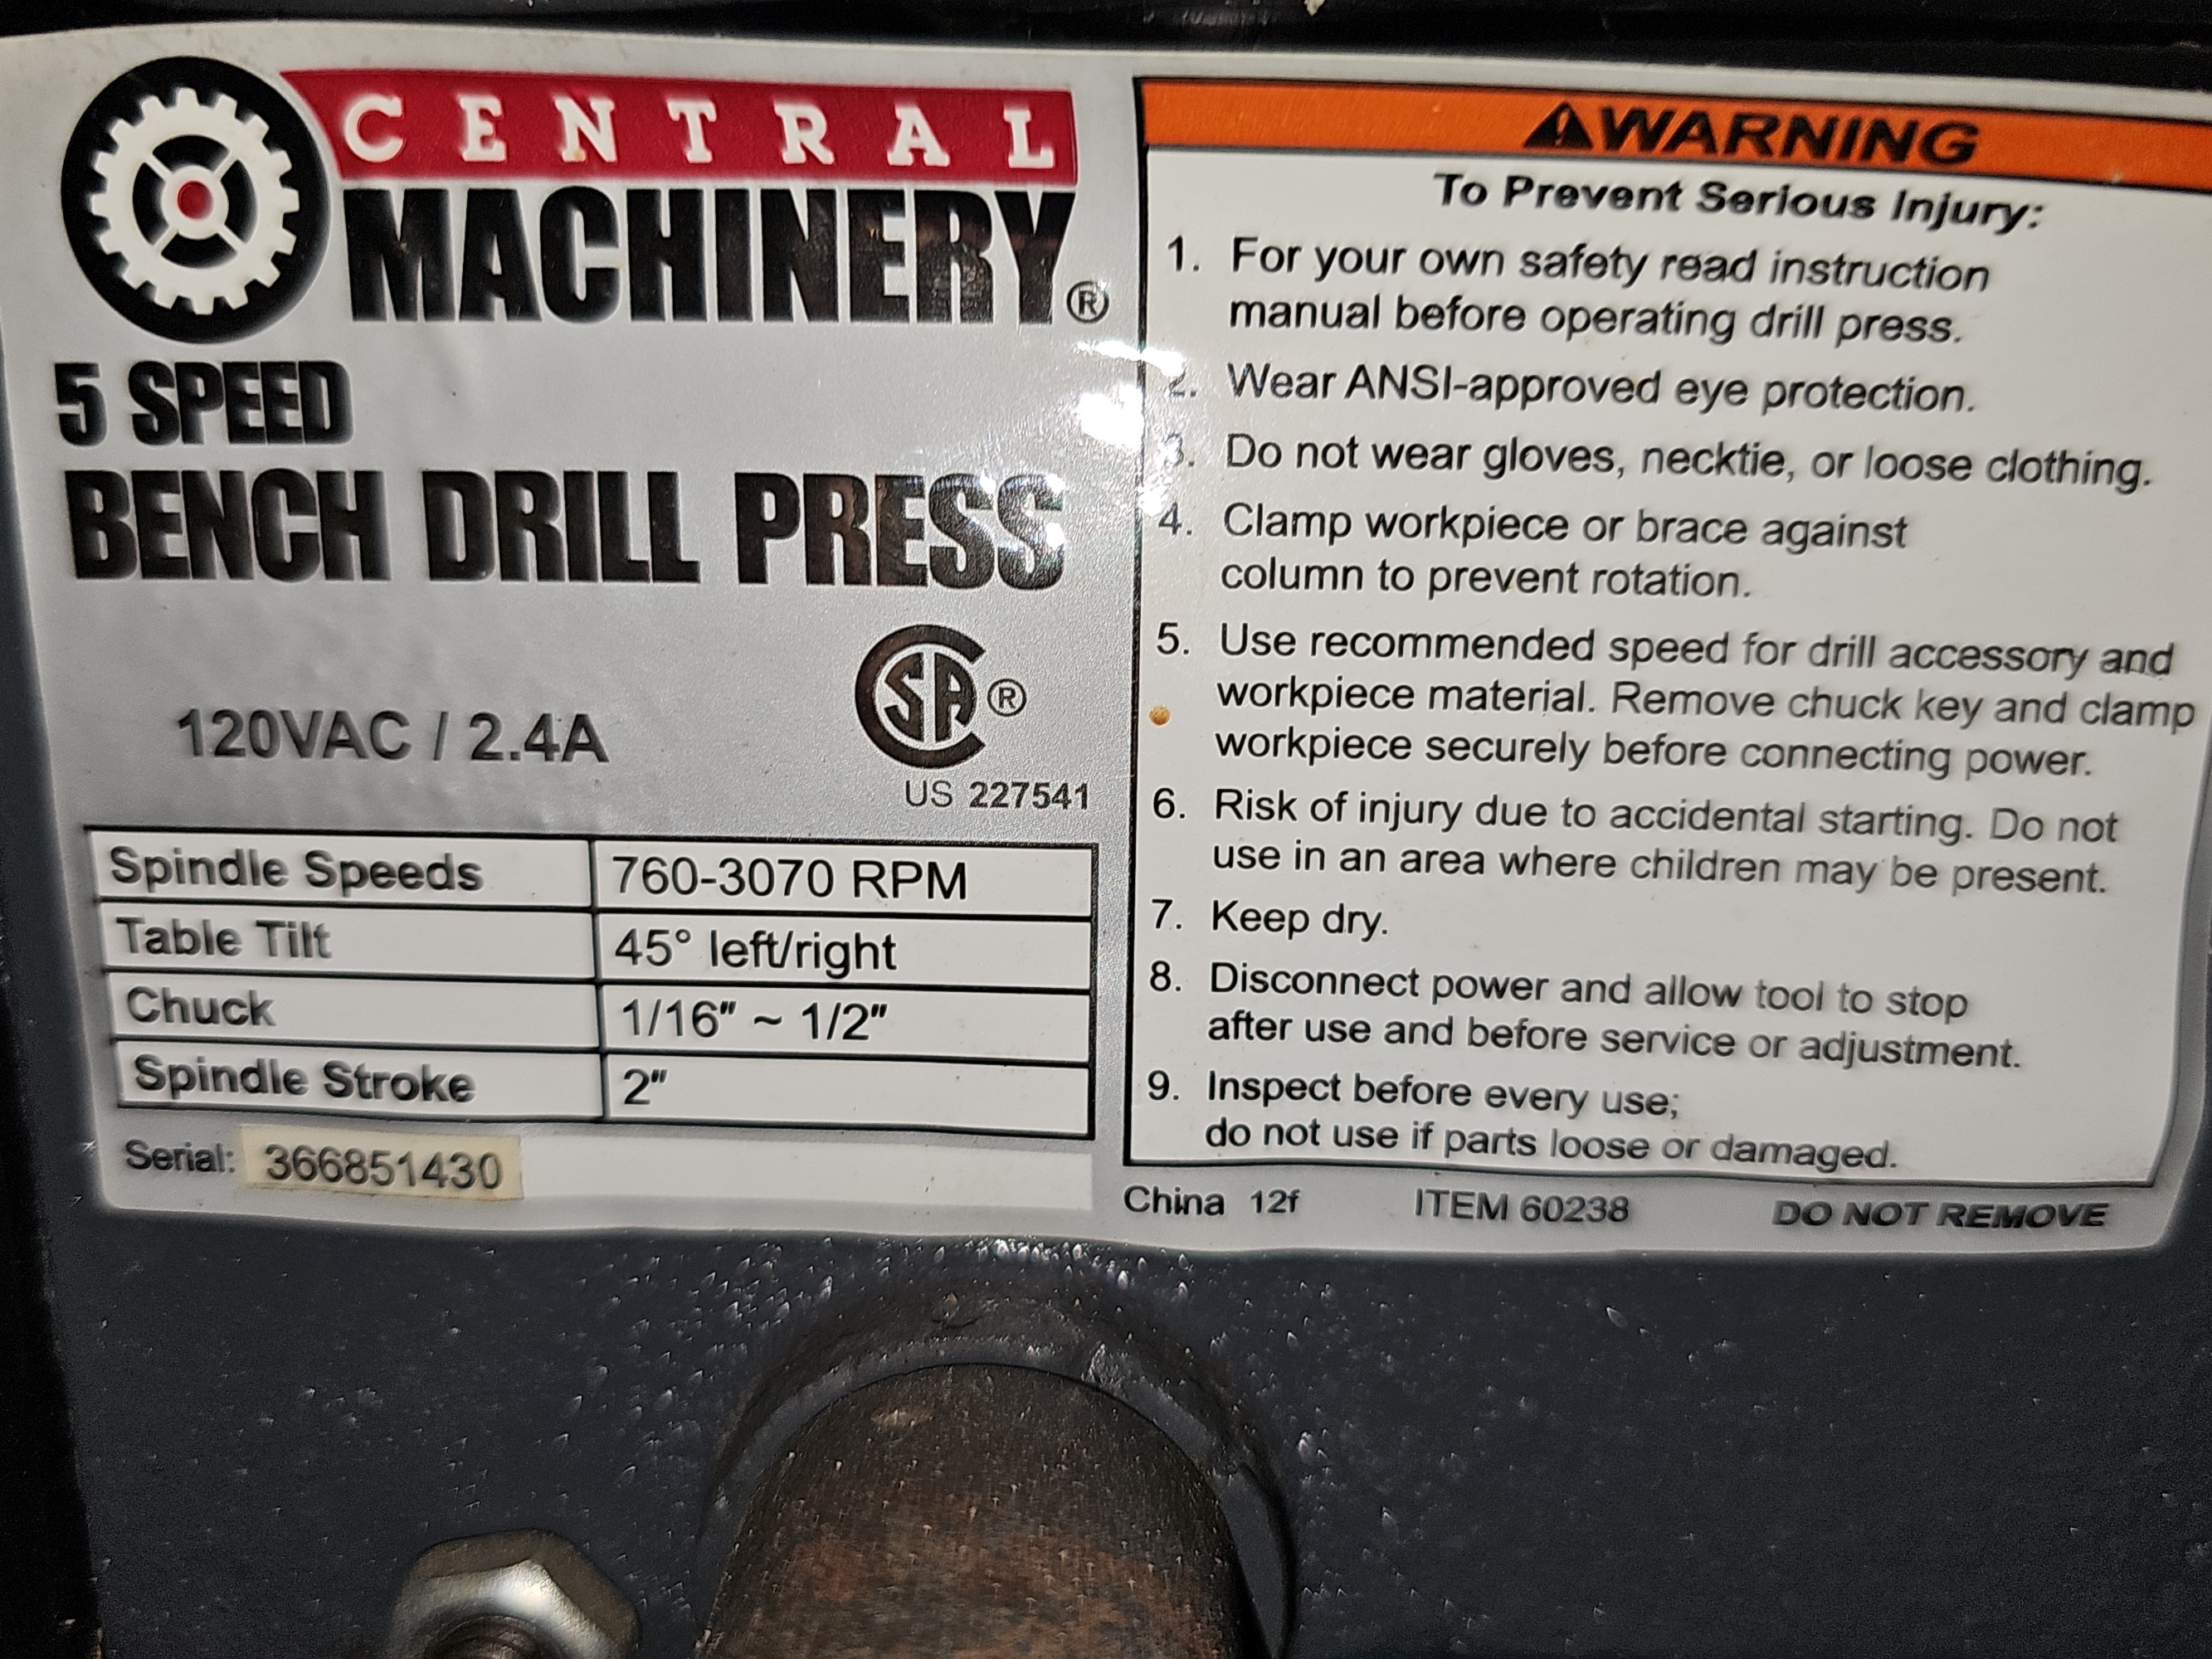 CENTRAL
MACHINERY®
5 SPEED
BENCH DRILL PRESS
120VAC / 2.4A
SA ®
US 227541
Spindle Speeds 760-3070 RPM
Table Tilt 45° left/right
Chuck 1/16" ~ 1/2"
Spindle Stroke 2"
Serial: 366851430
⚠WARNING
To Prevent Serious Injury:
1. For your own safety read instruction
manual before operating drill press.
2. Wear ANSI-approved eye protection.
3. Do not wear gloves, necktie, or loose clothing.
4. Clamp workpiece or brace against
column to prevent rotation.
5. Use recommended speed for drill accessory and
workpiece material. Remove chuck key and clamp
workpiece securely before connecting power.
6. Risk of injury due to accidental starting. Do not
use in an area where children may be present.
7. Keep dry.
8. Disconnect power and allow tool to stop
after use and before service or adjustment.
9. Inspect before every use;
do not use if parts loose or damaged.
China 12f ITEM 60238 DO NOT REMOVE